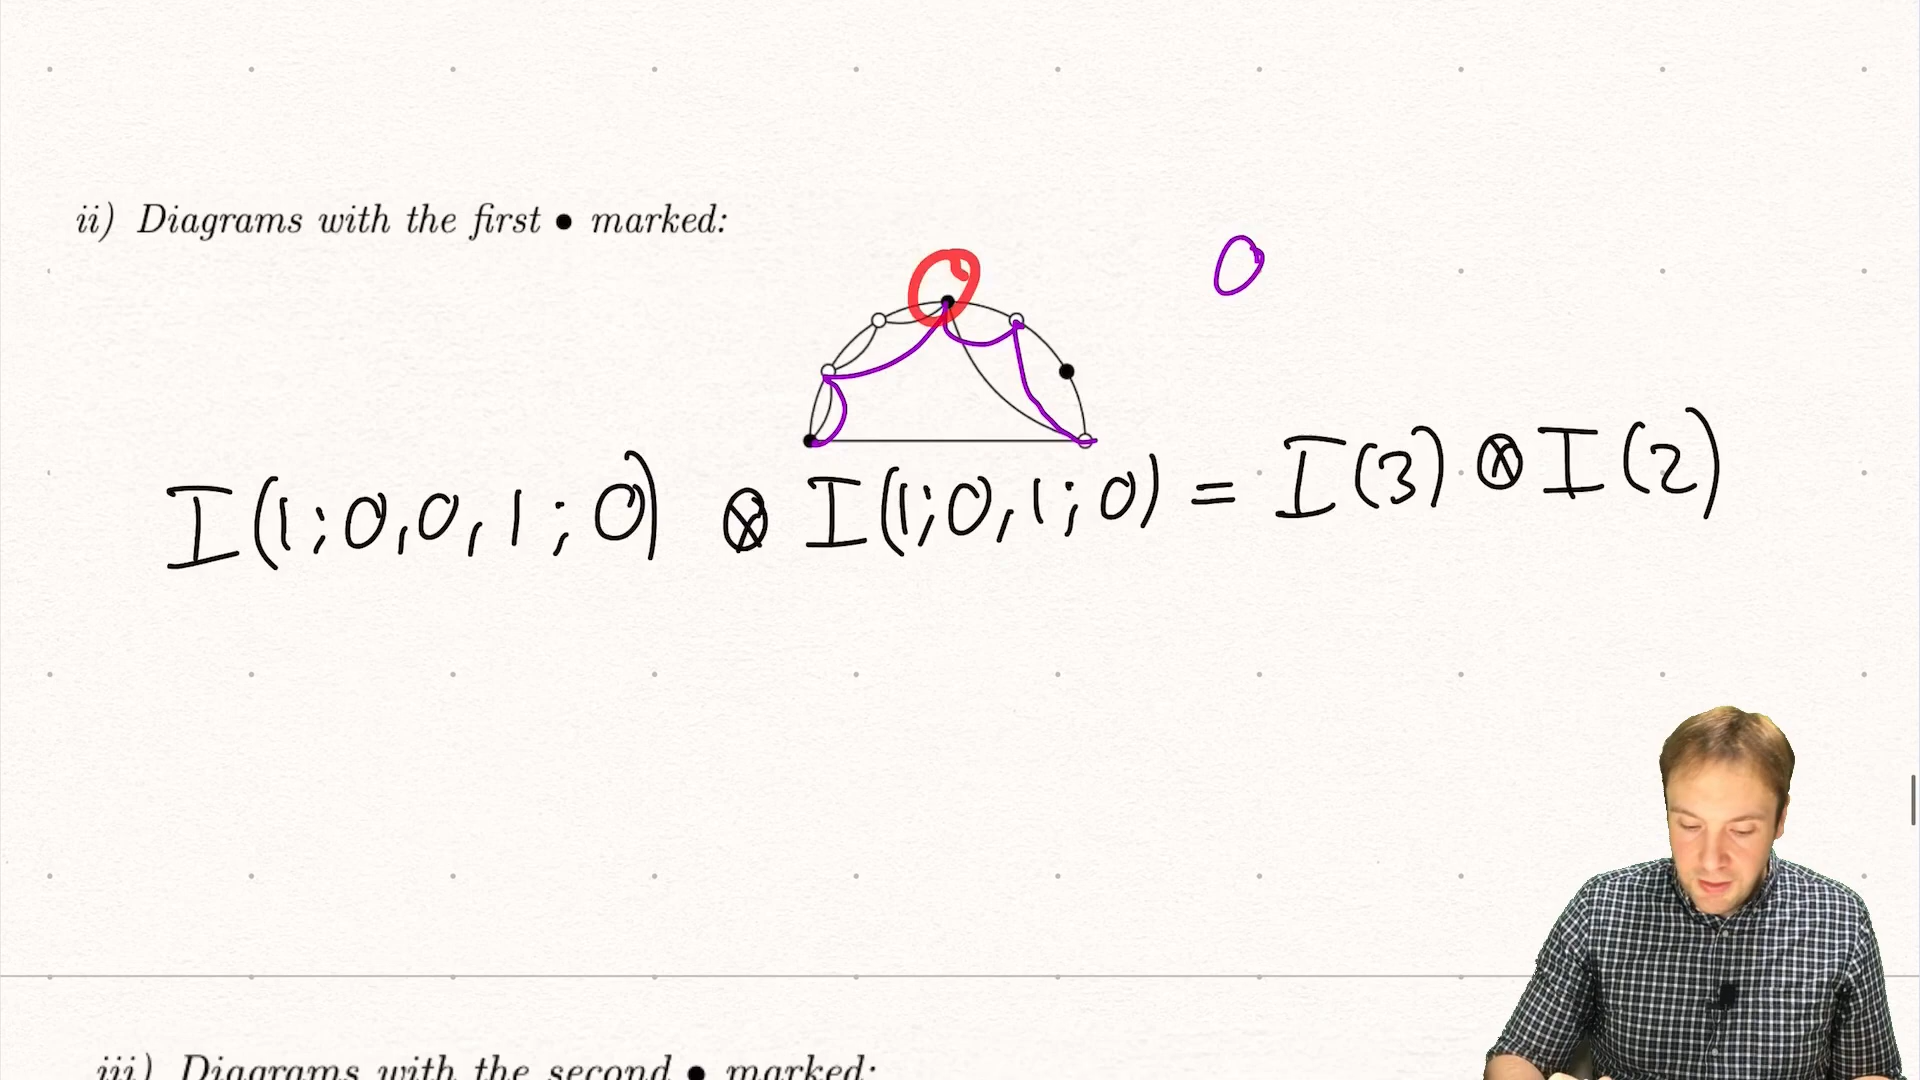 ii) Diagrams with the first • marked:
0
I(1;0,0,1;0) ⊗ I(1;0,1;0) = I(3) ⊗ I(2)
iii) Diagrams with the second • marked: